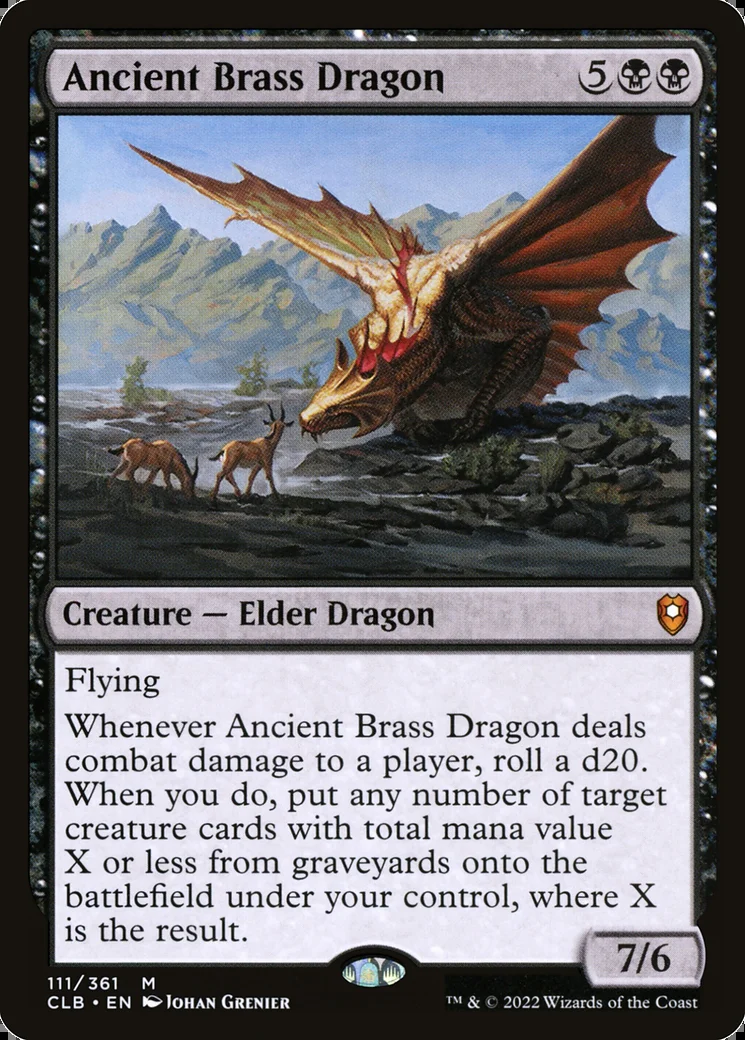 Ancient Brass Dragon 5
Creature — Elder Dragon
Flying
Whenever Ancient Brass Dragon deals
combat damage to a player, roll a d20.
When you do, put any number of target
creature cards with total mana value
X or less from graveyards onto the
battlefield under your control, where X
is the result.
7/6
111/361 M
CLB • EN Johan Grenier
™ & © 2022 Wizards of the Coast